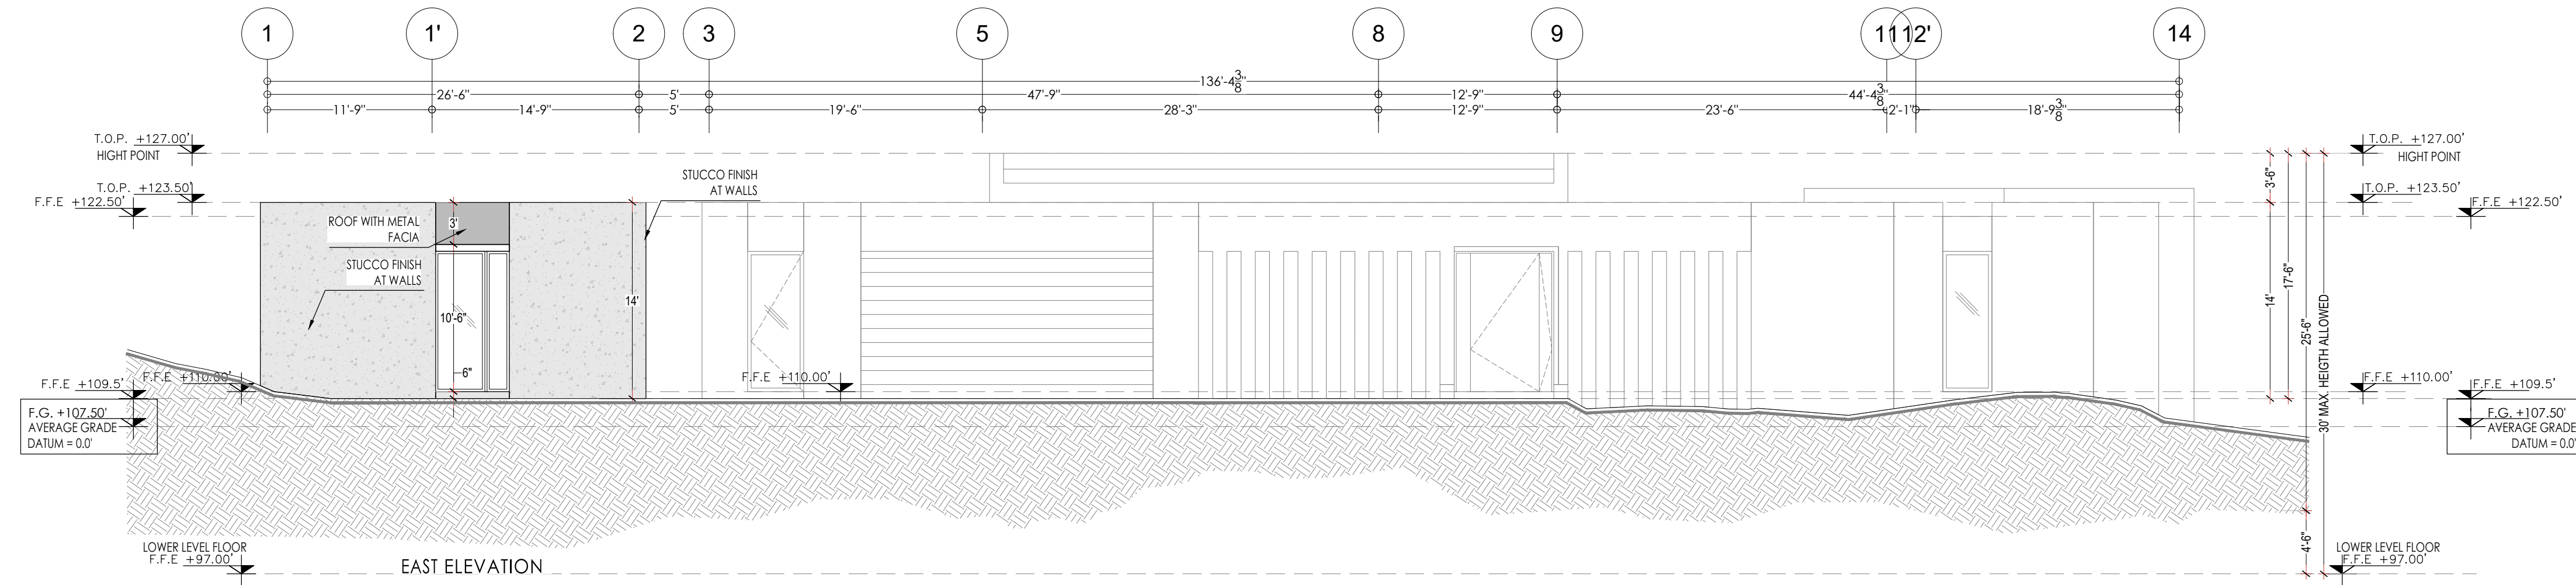 1 1' 2 3 5 8 9 11 12' 14
136'-4 3/8"
26'-6" 5' 47'-9" 12'-9" 44'-4 3/8"
11'-9" 14'-9" 5' 19'-6" 28'-3" 12'-9" 23'-6" 2'-1" 18'-9 3/8"
T.O.P. +127.00'
HIGHT POINT
T.O.P. +123.50'
F.F.E +122.50'
STUCCO FINISH
AT WALLS
ROOF WITH METAL
FACIA
3'
STUCCO FINISH
AT WALLS
14'
10'-6"
6"
F.F.E +110.00'
F.F.E +109.5'
F.F.E +110.00'
F.G. +107.50'
AVERAGE GRADE
DATUM = 0.0'
LOWER LEVEL FLOOR
F.F.E +97.00'
EAST ELEVATION
T.O.P. +127.00'
HIGHT POINT
T.O.P. +123.50'
F.F.E +122.50'
3'-6"
14'
17'-6"
25'-6"
30' MAX. HEIGTH ALLOWED
4'-6"
F.F.E +110.00'
F.F.E +109.5'
F.G. +107.50'
AVERAGE GRADE
DATUM = 0.0'
LOWER LEVEL FLOOR
F.F.E +97.00'